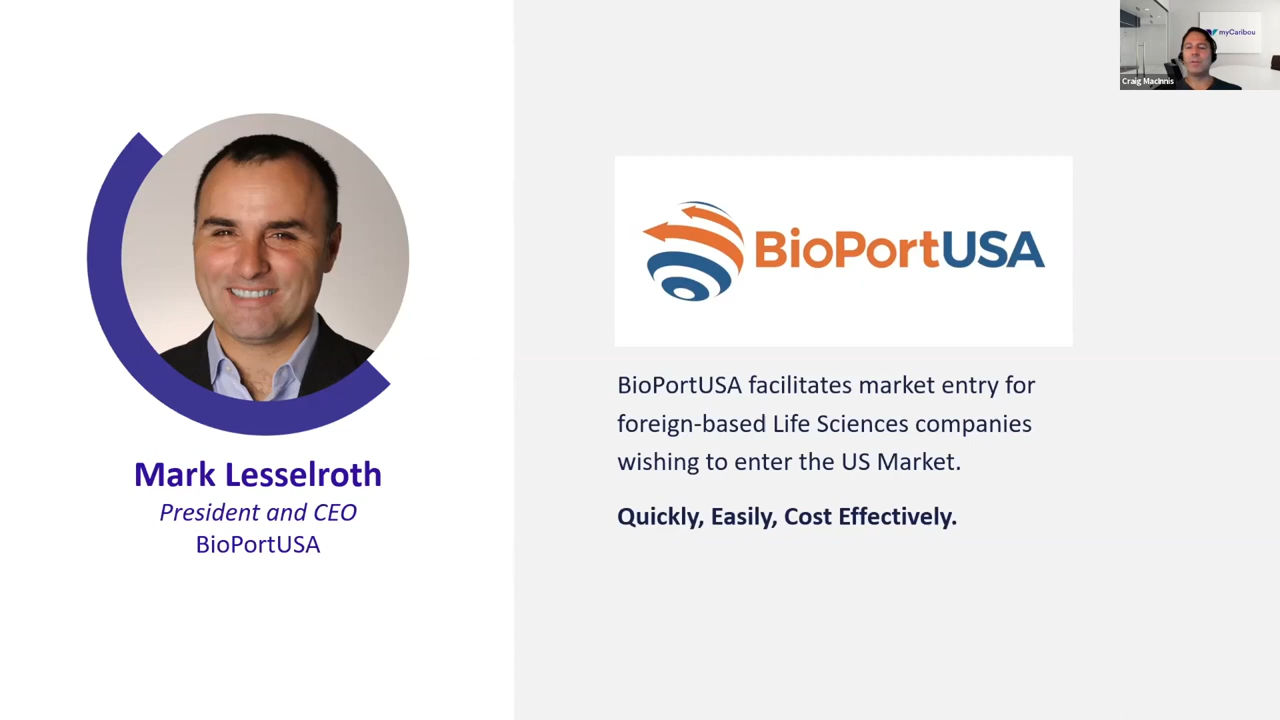 myCaribou
Craig MacInnis
BioPortUSA
BioPortUSA facilitates market entry for
foreign-based Life Sciences companies
wishing to enter the US Market.
Quickly, Easily, Cost Effectively.
Mark Lesselroth
President and CEO
BioPortUSA